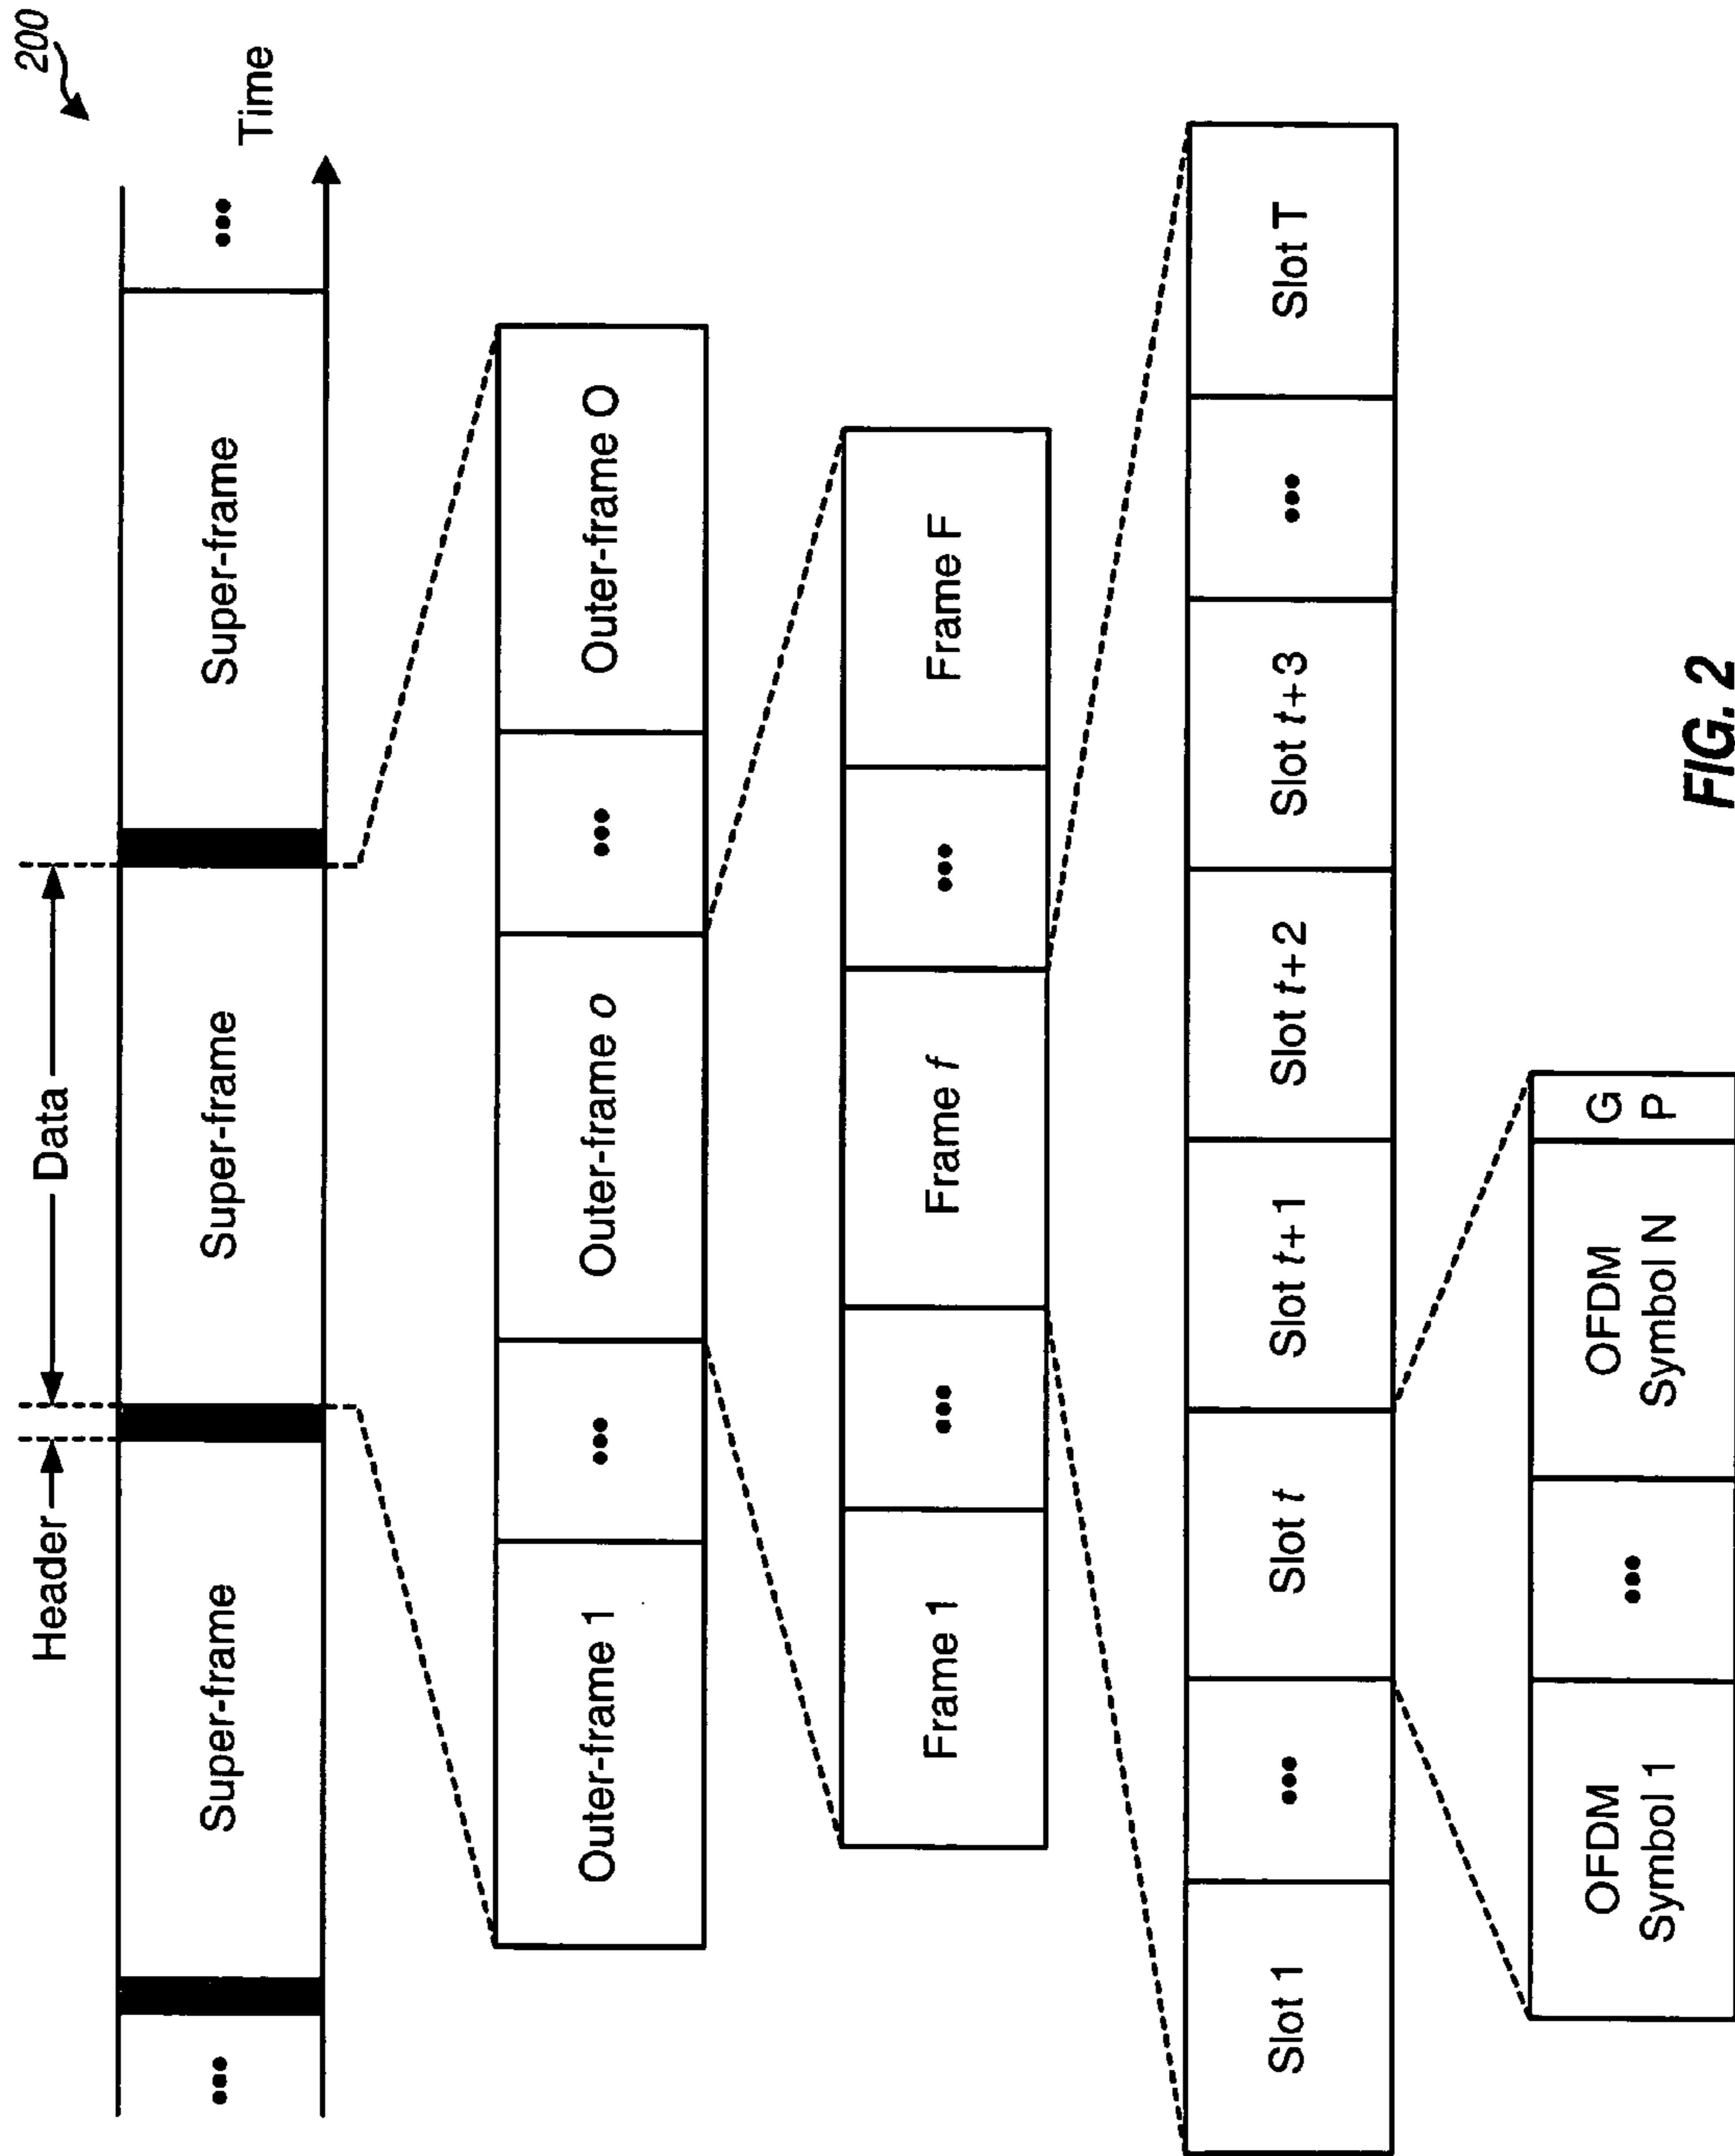 200
Header
Data
Time
••• Super-frame Super-frame Super-frame •••
Outer-frame 1 ••• Outer-frame o ••• Outer-frame O
Frame 1 ••• Frame f ••• Frame F
Slot 1 ••• Slot t Slot t+1 Slot t+2 Slot t+3 ••• Slot T
OFDM
Symbol 1
•••
OFDM
Symbol N
G
P
FIG. 2